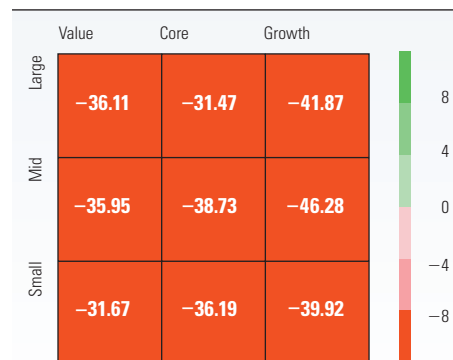 Value Core Growth
Large −36.11 −31.47 −41.87
8
4
Mid −35.95 −38.73 −46.28
0
−4
Small −31.67 −36.19 −39.92
−8